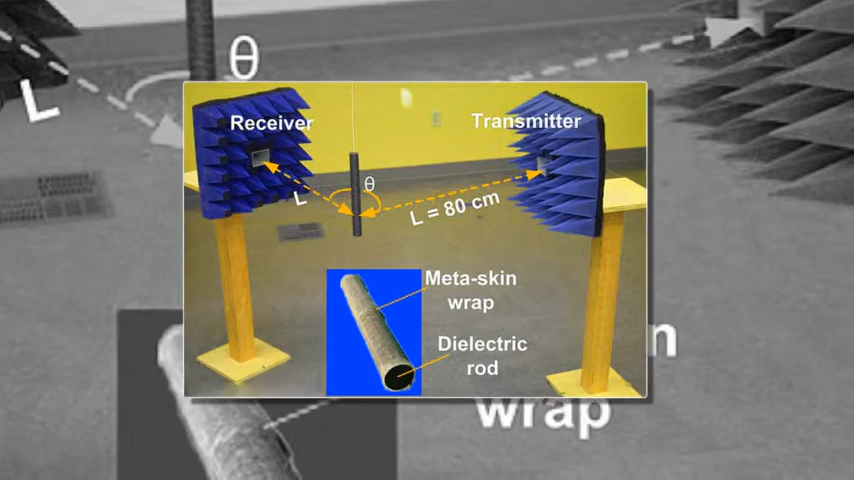 θ
L
Receiver
Transmitter
θ
L
L = 80 cm
Meta-skin
wrap
Dielectric
rod
n
wrap